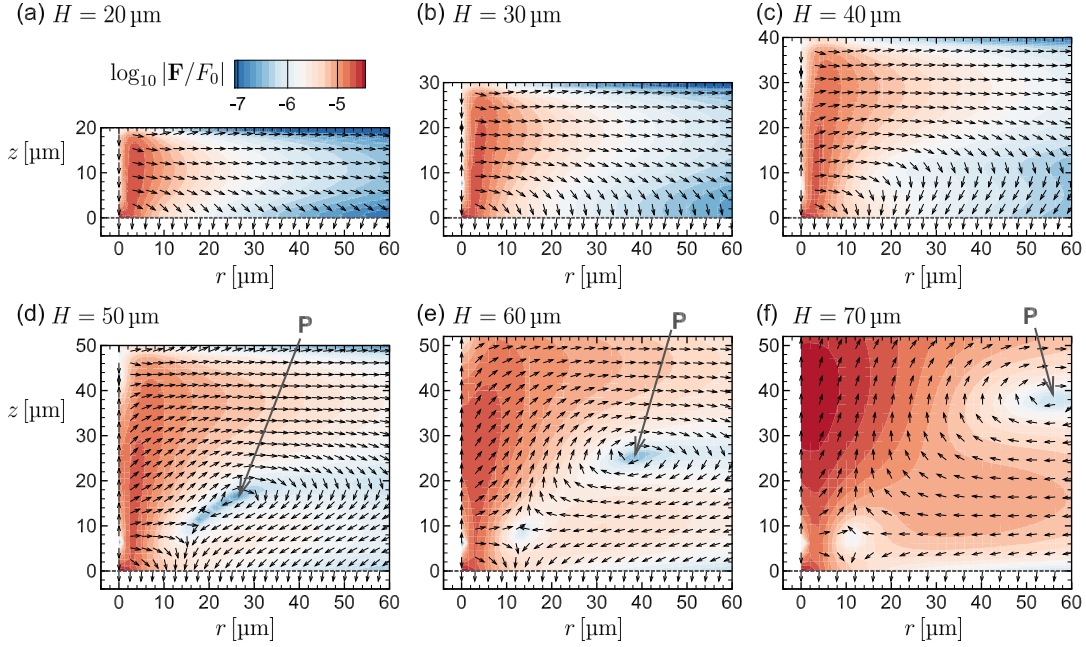 (a) H = 20 µm
(b) H = 30 µm
(c) H = 40 µm
log₁₀ |F/F₀|
-7 -6 -5
20
10
0
z [µm]
0 10 20 30 40 50 60
r [µm]
30
20
10
0
0 10 20 30 40 50 60
r [µm]
40
30
20
10
0
0 10 20 30 40 50 60
r [µm]
(d) H = 50 µm
P
(e) H = 60 µm
P
(f) H = 70 µm
P
50
40
30
20
10
0
z [µm]
0 10 20 30 40 50 60
r [µm]
50
40
30
20
10
0
0 10 20 30 40 50 60
r [µm]
50
40
30
20
10
0
0 10 20 30 40 50 60
r [µm]